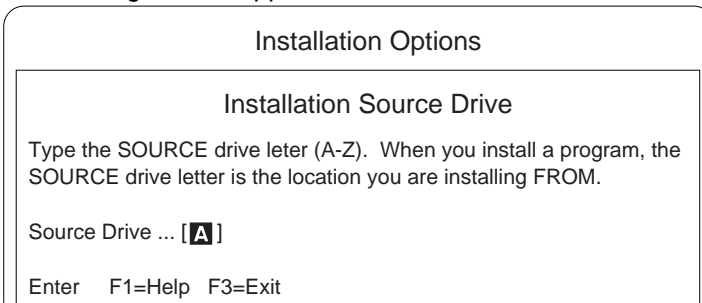 Installation Options
Installation Source Drive
Type the SOURCE drive leter (A-Z).  When you install a program, the
SOURCE drive letter is the location you are installing FROM.
Source Drive ... [A]
Enter    F1=Help   F3=Exit